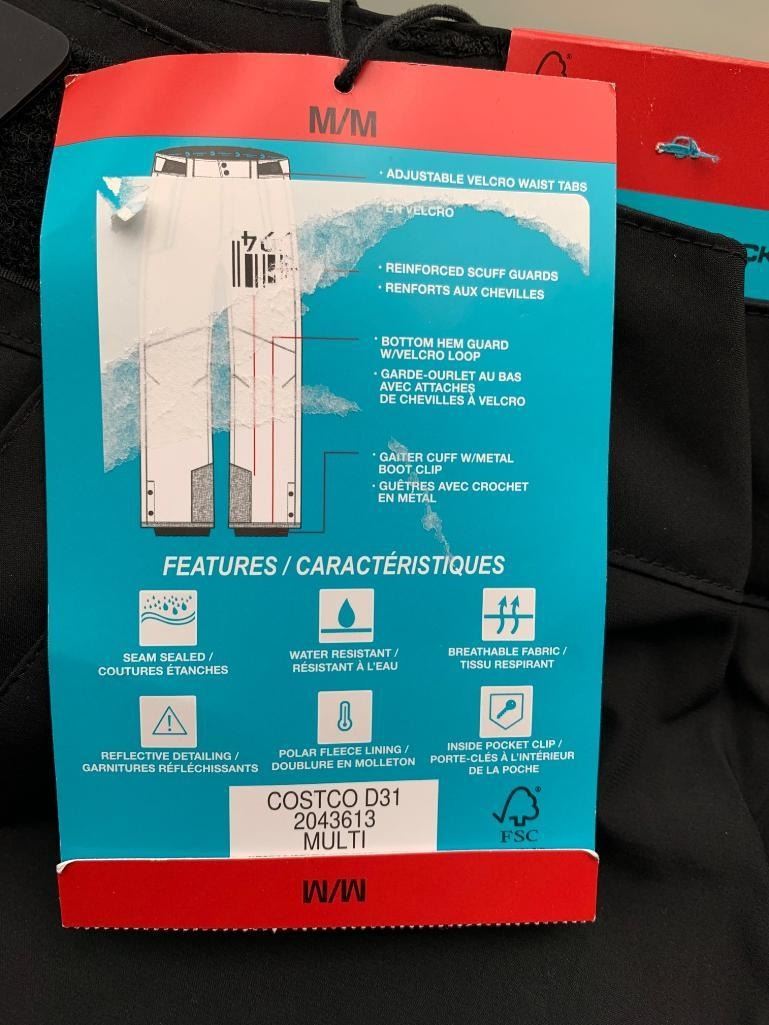 M/M
· ADJUSTABLE VELCRO WAIST TABS
EN VELCRO
· REINFORCED SCUFF GUARDS
· RENFORTS AUX CHEVILLES
· BOTTOM HEM GUARD
W/VELCRO LOOP
· GARDE-OURLET AU BAS
AVEC ATTACHES
DE CHEVILLES À VELCRO
· GAITER CUFF W/METAL
BOOT CLIP
· GUÊTRES AVEC CROCHET
EN MÉTAL
FEATURES / CARACTÉRISTIQUES
SEAM SEALED /
COUTURES ÉTANCHES
WATER RESISTANT /
RÉSISTANT À L'EAU
BREATHABLE FABRIC /
TISSU RESPIRANT
REFLECTIVE DETAILING /
GARNITURES RÉFLÉCHISSANTS
POLAR FLEECE LINING /
DOUBLURE EN MOLLETON
INSIDE POCKET CLIP /
PORTE-CLÉS À L'INTÉRIEUR
DE LA POCHE
COSTCO D31
2043613
MULTI
FSC
M/M